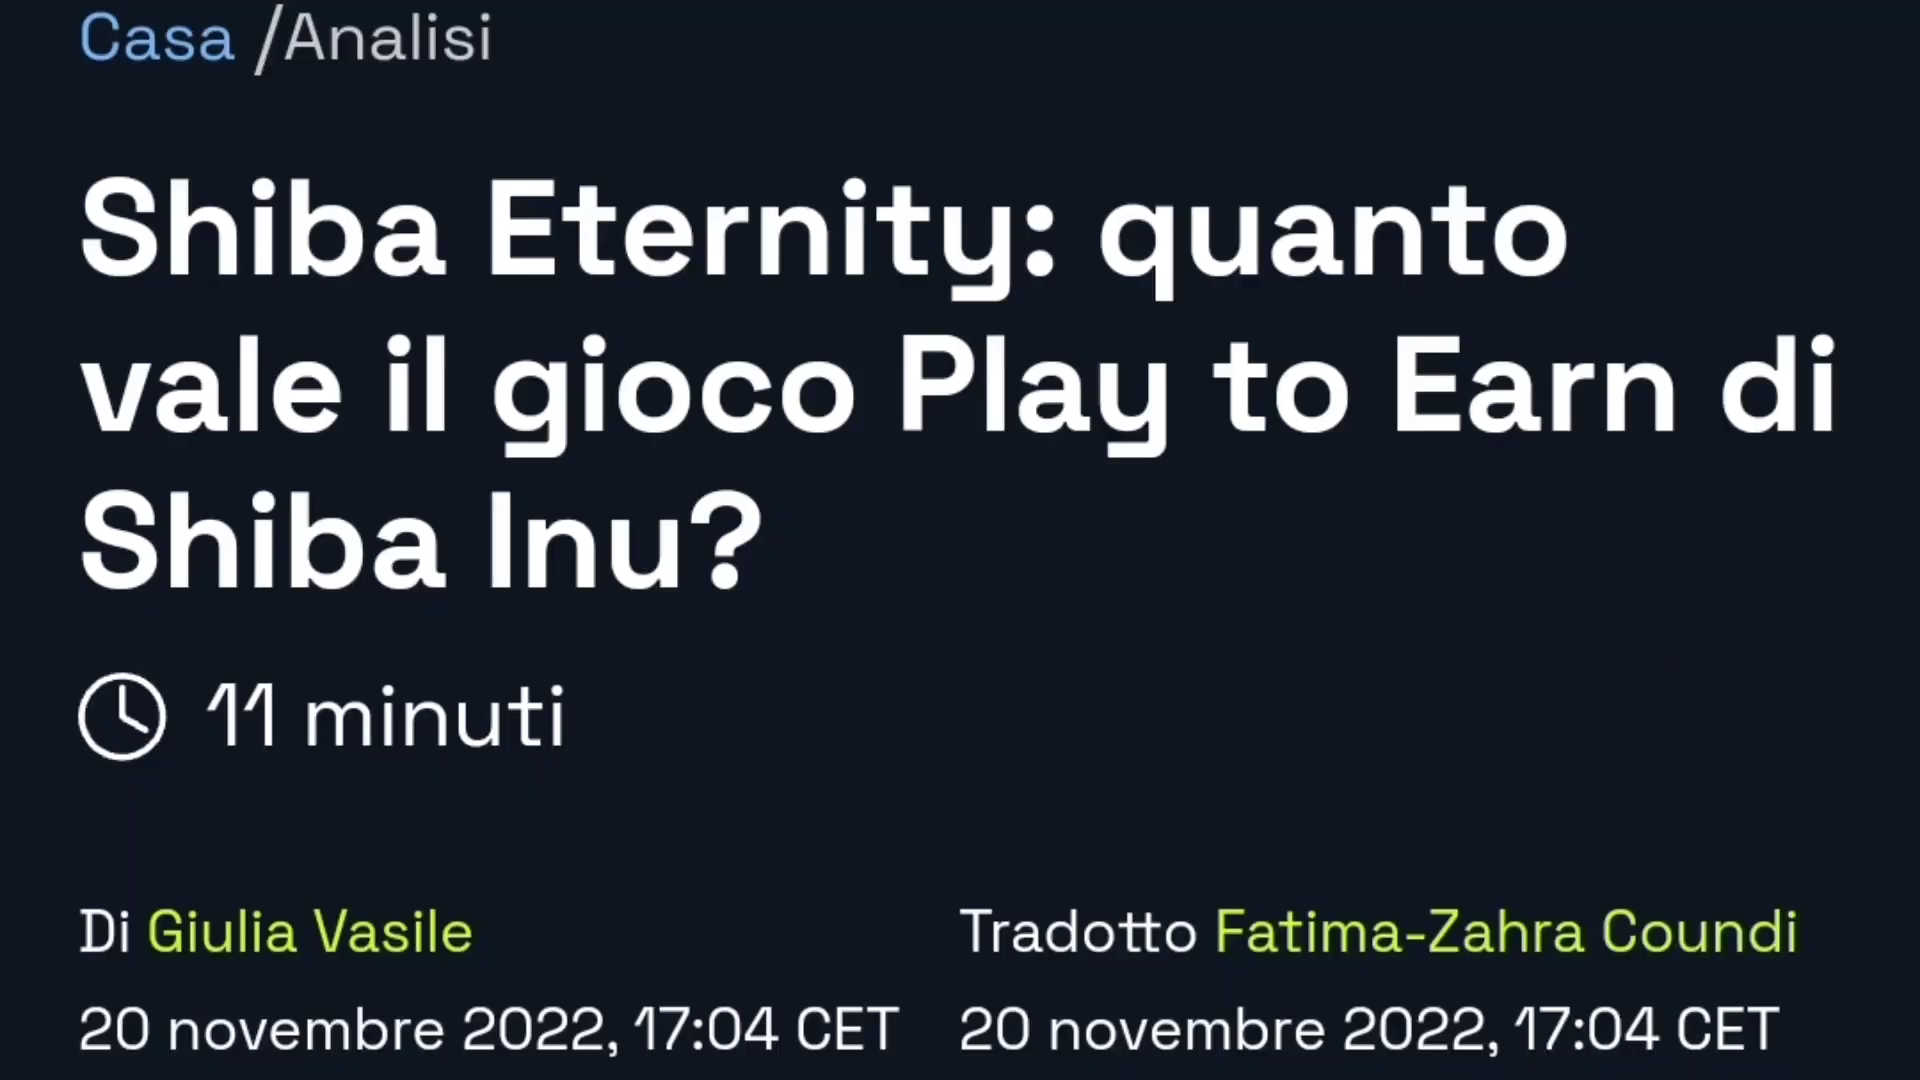 Casa /Analisi
Shiba Eternity: quanto
vale il gioco Play to Earn di
Shiba Inu?
11 minuti
Di Giulia Vasile
Tradotto Fatima-Zahra Coundi
20 novembre 2022, 17:04 CET
20 novembre 2022, 17:04 CET